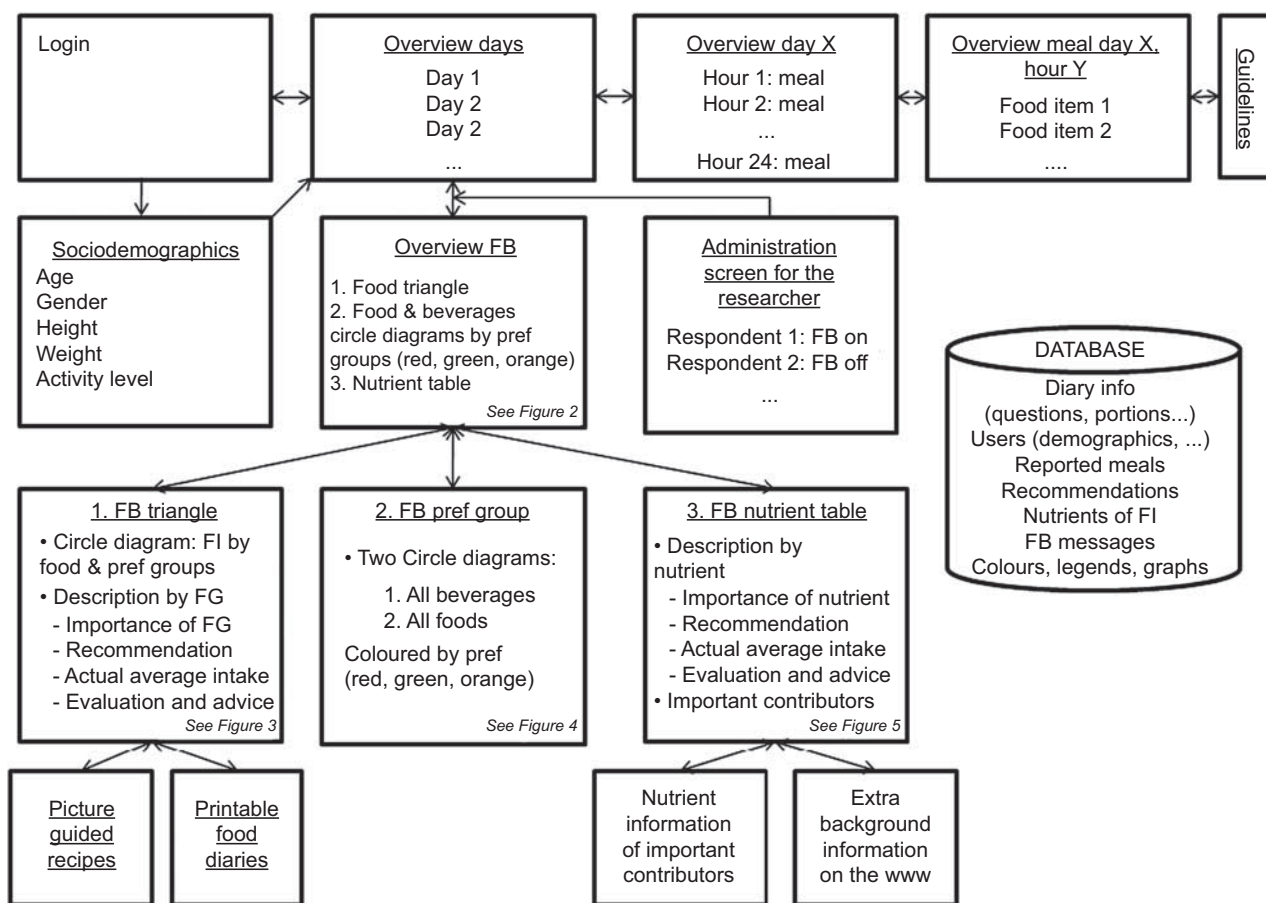 Login
Overview days
Day 1
Day 2
Day 2
...
Overview day X
Hour 1: meal
Hour 2: meal
...
Hour 24: meal
Overview meal day X,
hour Y
Food item 1
Food item 2
....
Guidelines
Sociodemographics
Age
Gender
Height
Weight
Activity level
Overview FB
1. Food triangle
2. Food & beverages
circle diagrams by pref
groups (red, green, orange)
3. Nutrient table
See Figure 2
Administration
screen for the
researcher
Respondent 1: FB on
Respondent 2: FB off
...
DATABASE
Diary info
(questions, portions...)
Users (demographics, ...)
Reported meals
Recommendations
Nutrients of FI
FB messages
Colours, legends, graphs
1. FB triangle
• Circle diagram: FI by
food & pref groups
• Description by FG
- Importance of FG
- Recommendation
- Actual average intake
- Evaluation and advice
See Figure 3
2. FB pref group
• Two Circle diagrams:
1. All beverages
2. All foods
Coloured by pref
(red, green, orange)
See Figure 4
3. FB nutrient table
• Description by
nutrient
- Importance of nutrient
- Recommendation
- Actual average intake
- Evaluation and advice
• Important contributors
See Figure 5
Picture
guided
recipes
Printable
food
diaries
Nutrient
information
of important
contributors
Extra
background
information
on the www